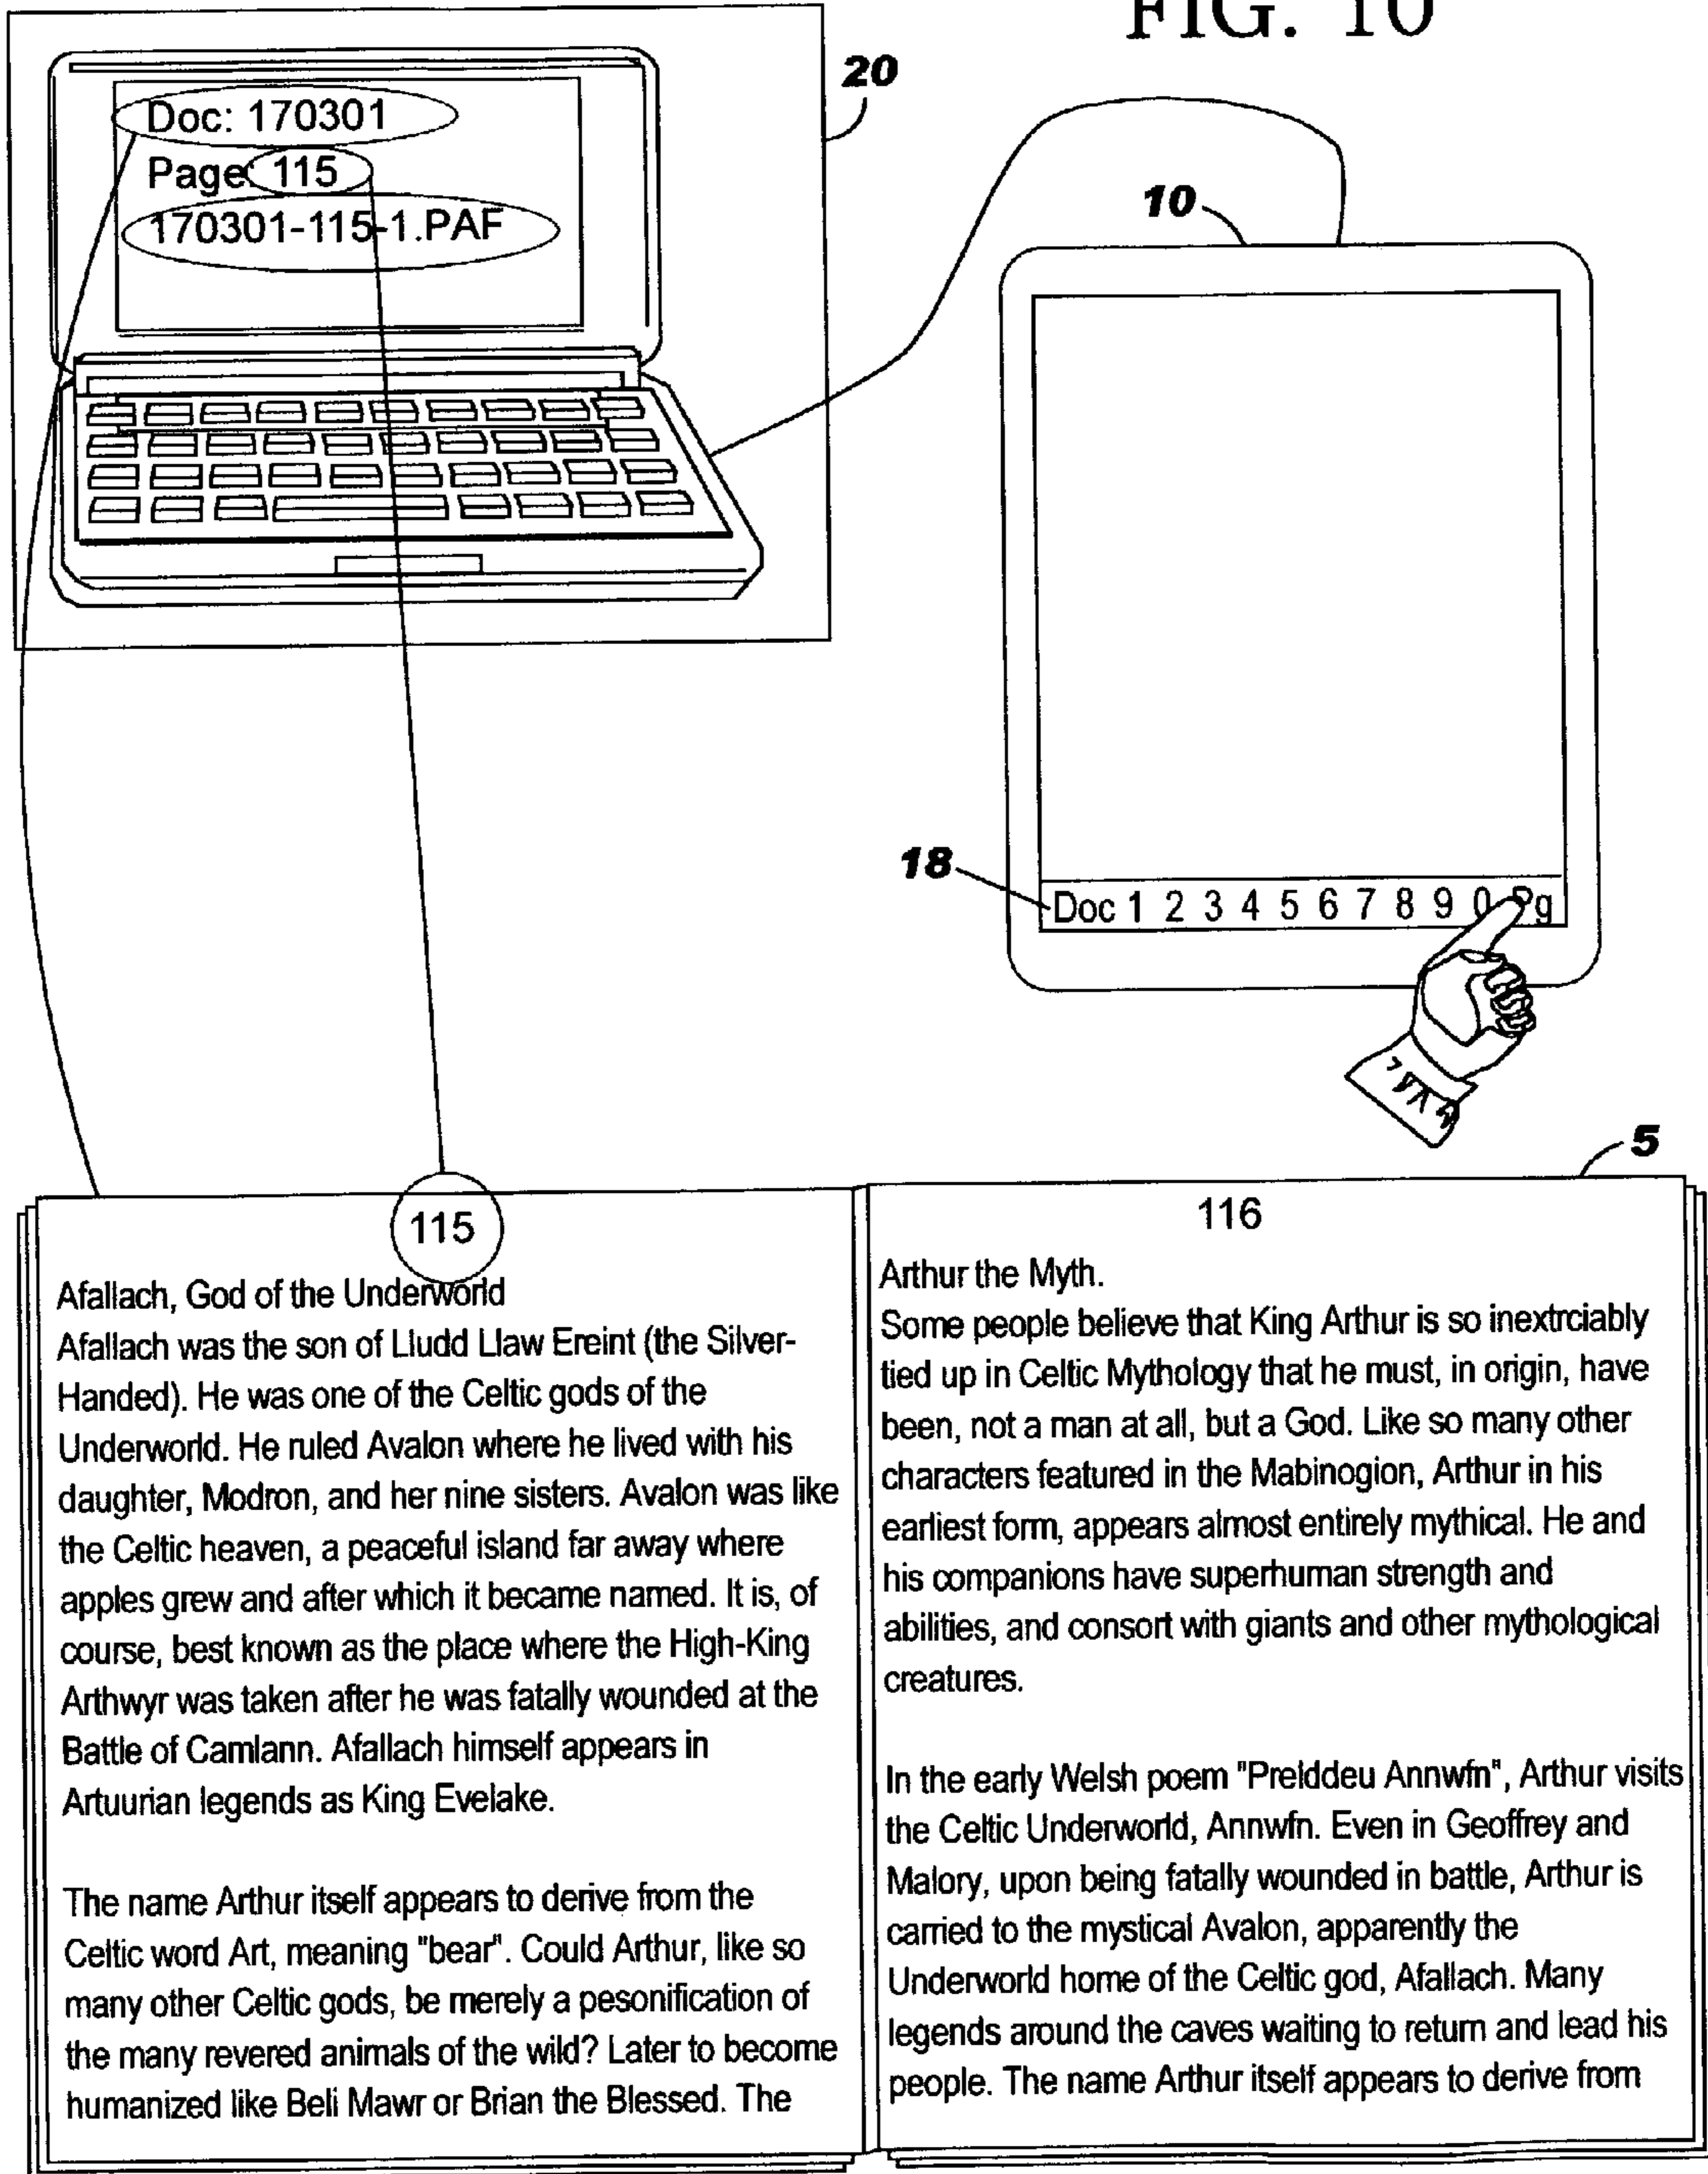 FIG. 10
20
Doc: 170301
Page: 115
170301-115-1.PAF
10
18
Doc 1 2 3 4 5 6 7 8 9 0 Pg
5
115
Afallach, God of the Underworld
Afallach was the son of Lludd Llaw Ereint (the Silver-
Handed). He was one of the Celtic gods of the
Underworld. He ruled Avalon where he lived with his
daughter, Modron, and her nine sisters. Avalon was like
the Celtic heaven, a peaceful island far away where
apples grew and after which it became named. It is, of
course, best known as the place where the High-King
Arthwyr was taken after he was fatally wounded at the
Battle of Camlann. Afallach himself appears in
Artuurian legends as King Evelake.
The name Arthur itself appears to derive from the
Celtic word Art, meaning "bear". Could Arthur, like so
many other Celtic gods, be merely a pesonification of
the many revered animals of the wild? Later to become
humanized like Beli Mawr or Brian the Blessed. The
116
Arthur the Myth.
Some people believe that King Arthur is so inextrciably
tied up in Celtic Mythology that he must, in origin, have
been, not a man at all, but a God. Like so many other
characters featured in the Mabinogion, Arthur in his
earliest form, appears almost entirely mythical. He and
his companions have superhuman strength and
abilities, and consort with giants and other mythological
creatures.
In the early Welsh poem "Prelddeu Annwfn", Arthur visits
the Celtic Underworld, Annwfn. Even in Geoffrey and
Malory, upon being fatally wounded in battle, Arthur is
carried to the mystical Avalon, apparently the
Underworld home of the Celtic god, Afallach. Many
legends around the caves waiting to return and lead his
people. The name Arthur itself appears to derive from